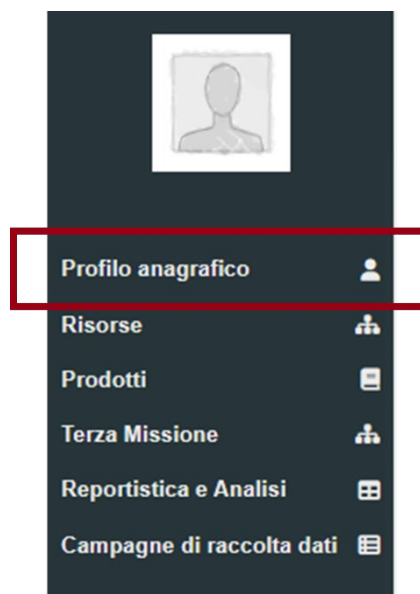 Profilo anagrafico
Risorse
Prodotti
Terza Missione
Reportistica e Analisi
Campagne di raccolta dati